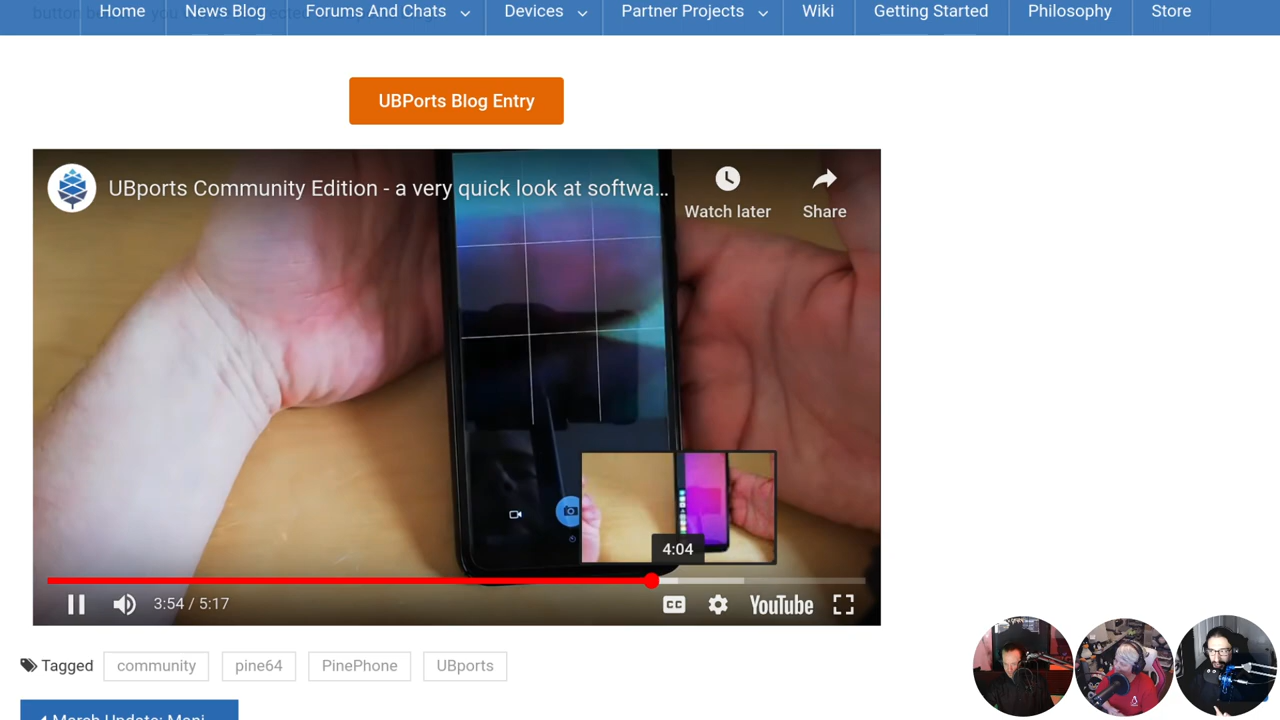 Home News Blog Forums And Chats Devices Partner Projects Wiki Getting Started Philosophy Store
UBPorts Blog Entry
UBports Community Edition - a very quick look at softwa...
Watch later
Share
4:04
3:54 / 5:17
CC
YouTube
Tagged
community
pine64
PinePhone
UBports